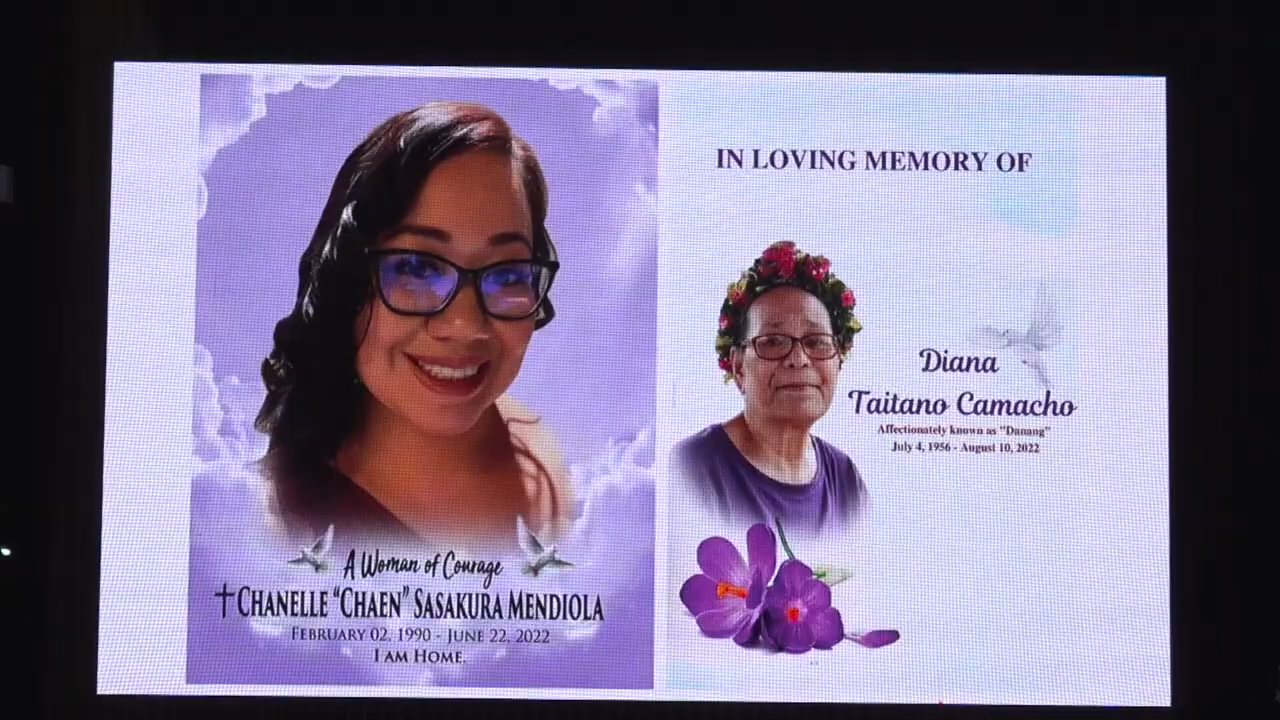 A Woman of Courage
†CHANELLE "CHAEN" SASAKURA MENDIOLA
FEBRUARY 02, 1990 - JUNE 22, 2022
I AM HOME.
IN LOVING MEMORY OF
Diana
Taitano Camacho
Affectionately known as "Danang"
July 4, 1956 - August 10, 2022